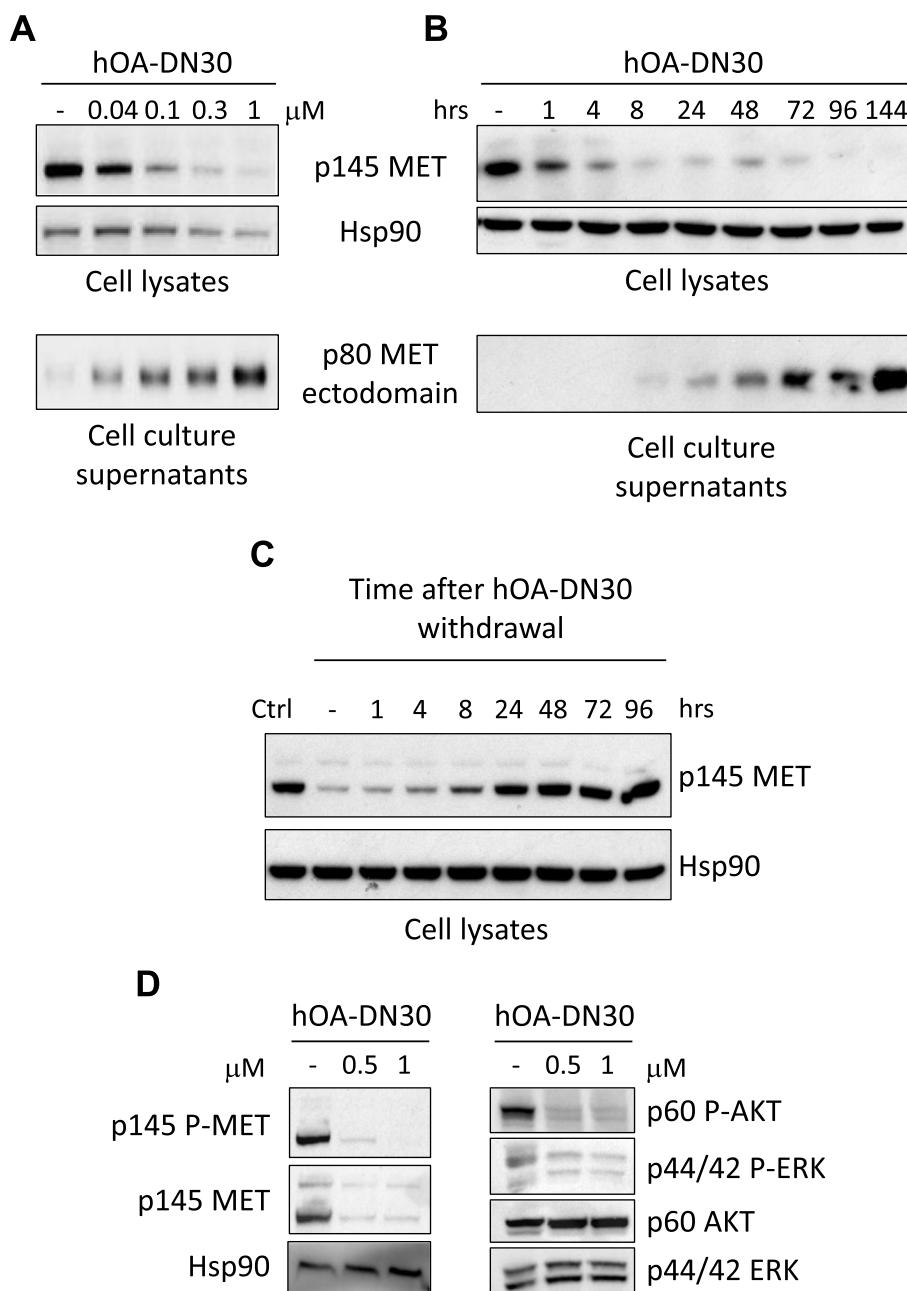 A
hOA-DN30
- 0.04 0.1 0.3 1 μM
p145 MET
Hsp90
Cell lysates
p80 MET
ectodomain
Cell culture
supernatants
B
hOA-DN30
hrs - 1 4 8 24 48 72 96 144
Cell lysates
Cell culture
supernatants
C
Time after hOA-DN30
withdrawal
Ctrl - 1 4 8 24 48 72 96 hrs
p145 MET
Hsp90
Cell lysates
D
hOA-DN30
μM - 0.5 1
p145 P-MET
p145 MET
Hsp90
hOA-DN30
- 0.5 1 μM
p60 P-AKT
p44/42 P-ERK
p60 AKT
p44/42 ERK